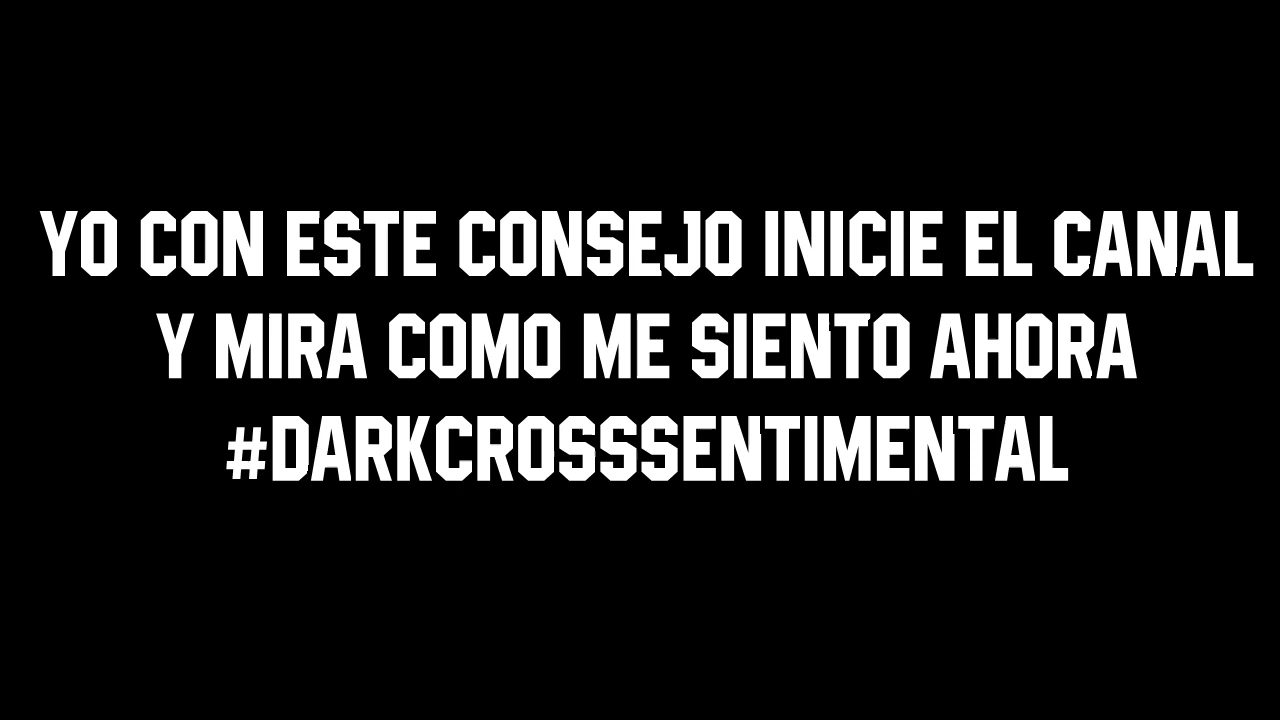 YO CON ESTE CONSEJO INICIE EL CANAL
Y MIRA COMO ME SIENTO AHORA
#DARKCROSSSENTIMENTAL